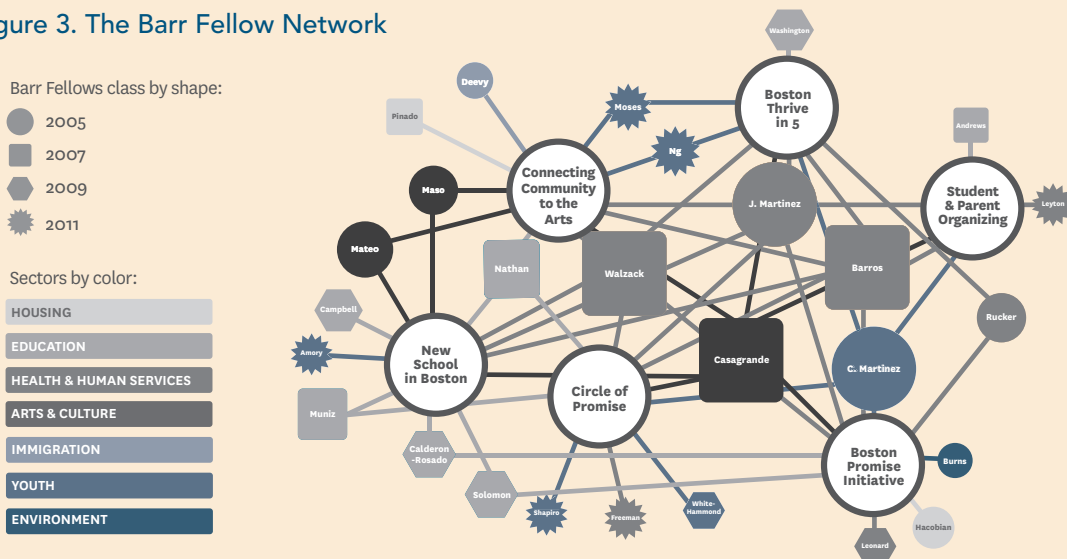 gure 3. The Barr Fellow Network
Barr Fellows class by shape:
2005
2007
2009
2011
Sectors by color:
HOUSING
EDUCATION
HEALTH & HUMAN SERVICES
ARTS & CULTURE
IMMIGRATION
YOUTH
ENVIRONMENT
Washington
Deevy
Pinado
Moses
Boston
Thrive
in 5
Ng
Andrews
Maso
Connecting
Community
to the
Arts
J. Martinez
Student
& Parent
Organizing
Leyton
Mateo
Nathan
Walzack
Barros
Campbell
Rucker
Amory
New
School
in Boston
Casagrande
C. Martinez
Circle of
Promise
Muniz
Calderon
-Rosado
Boston
Promise
Initiative
Burns
Solomon
Shapiro
Freeman
White-
Hammond
Hacobian
Leonard